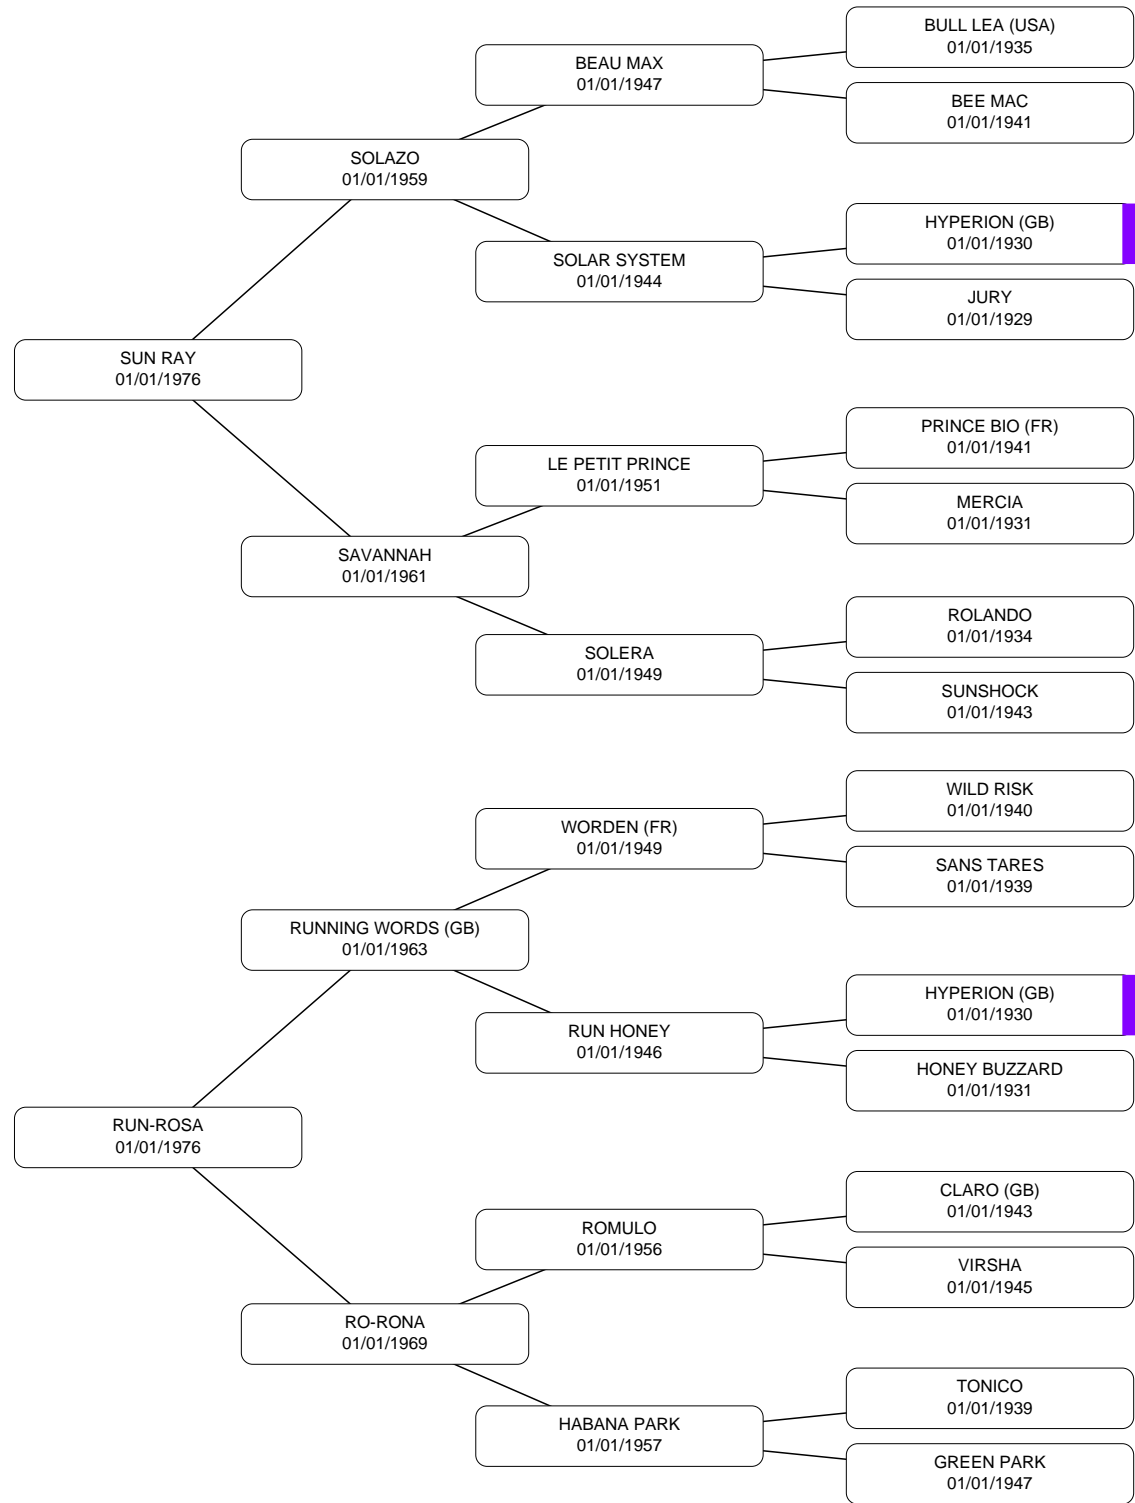 BULL LEA (USA)
01/01/1935
BEAU MAX
01/01/1947
BEE MAC
01/01/1941
SOLAZO
01/01/1959
HYPERION (GB)
01/01/1930
SOLAR SYSTEM
01/01/1944
JURY
01/01/1929
SUN RAY
01/01/1976
PRINCE BIO (FR)
01/01/1941
LE PETIT PRINCE
01/01/1951
MERCIA
01/01/1931
SAVANNAH
01/01/1961
ROLANDO
01/01/1934
SOLERA
01/01/1949
SUNSHOCK
01/01/1943
WILD RISK
01/01/1940
WORDEN (FR)
01/01/1949
SANS TARES
01/01/1939
RUNNING WORDS (GB)
01/01/1963
HYPERION (GB)
01/01/1930
RUN HONEY
01/01/1946
HONEY BUZZARD
01/01/1931
RUN-ROSA
01/01/1976
CLARO (GB)
01/01/1943
ROMULO
01/01/1956
VIRSHA
01/01/1945
RO-RONA
01/01/1969
TONICO
01/01/1939
HABANA PARK
01/01/1957
GREEN PARK
01/01/1947